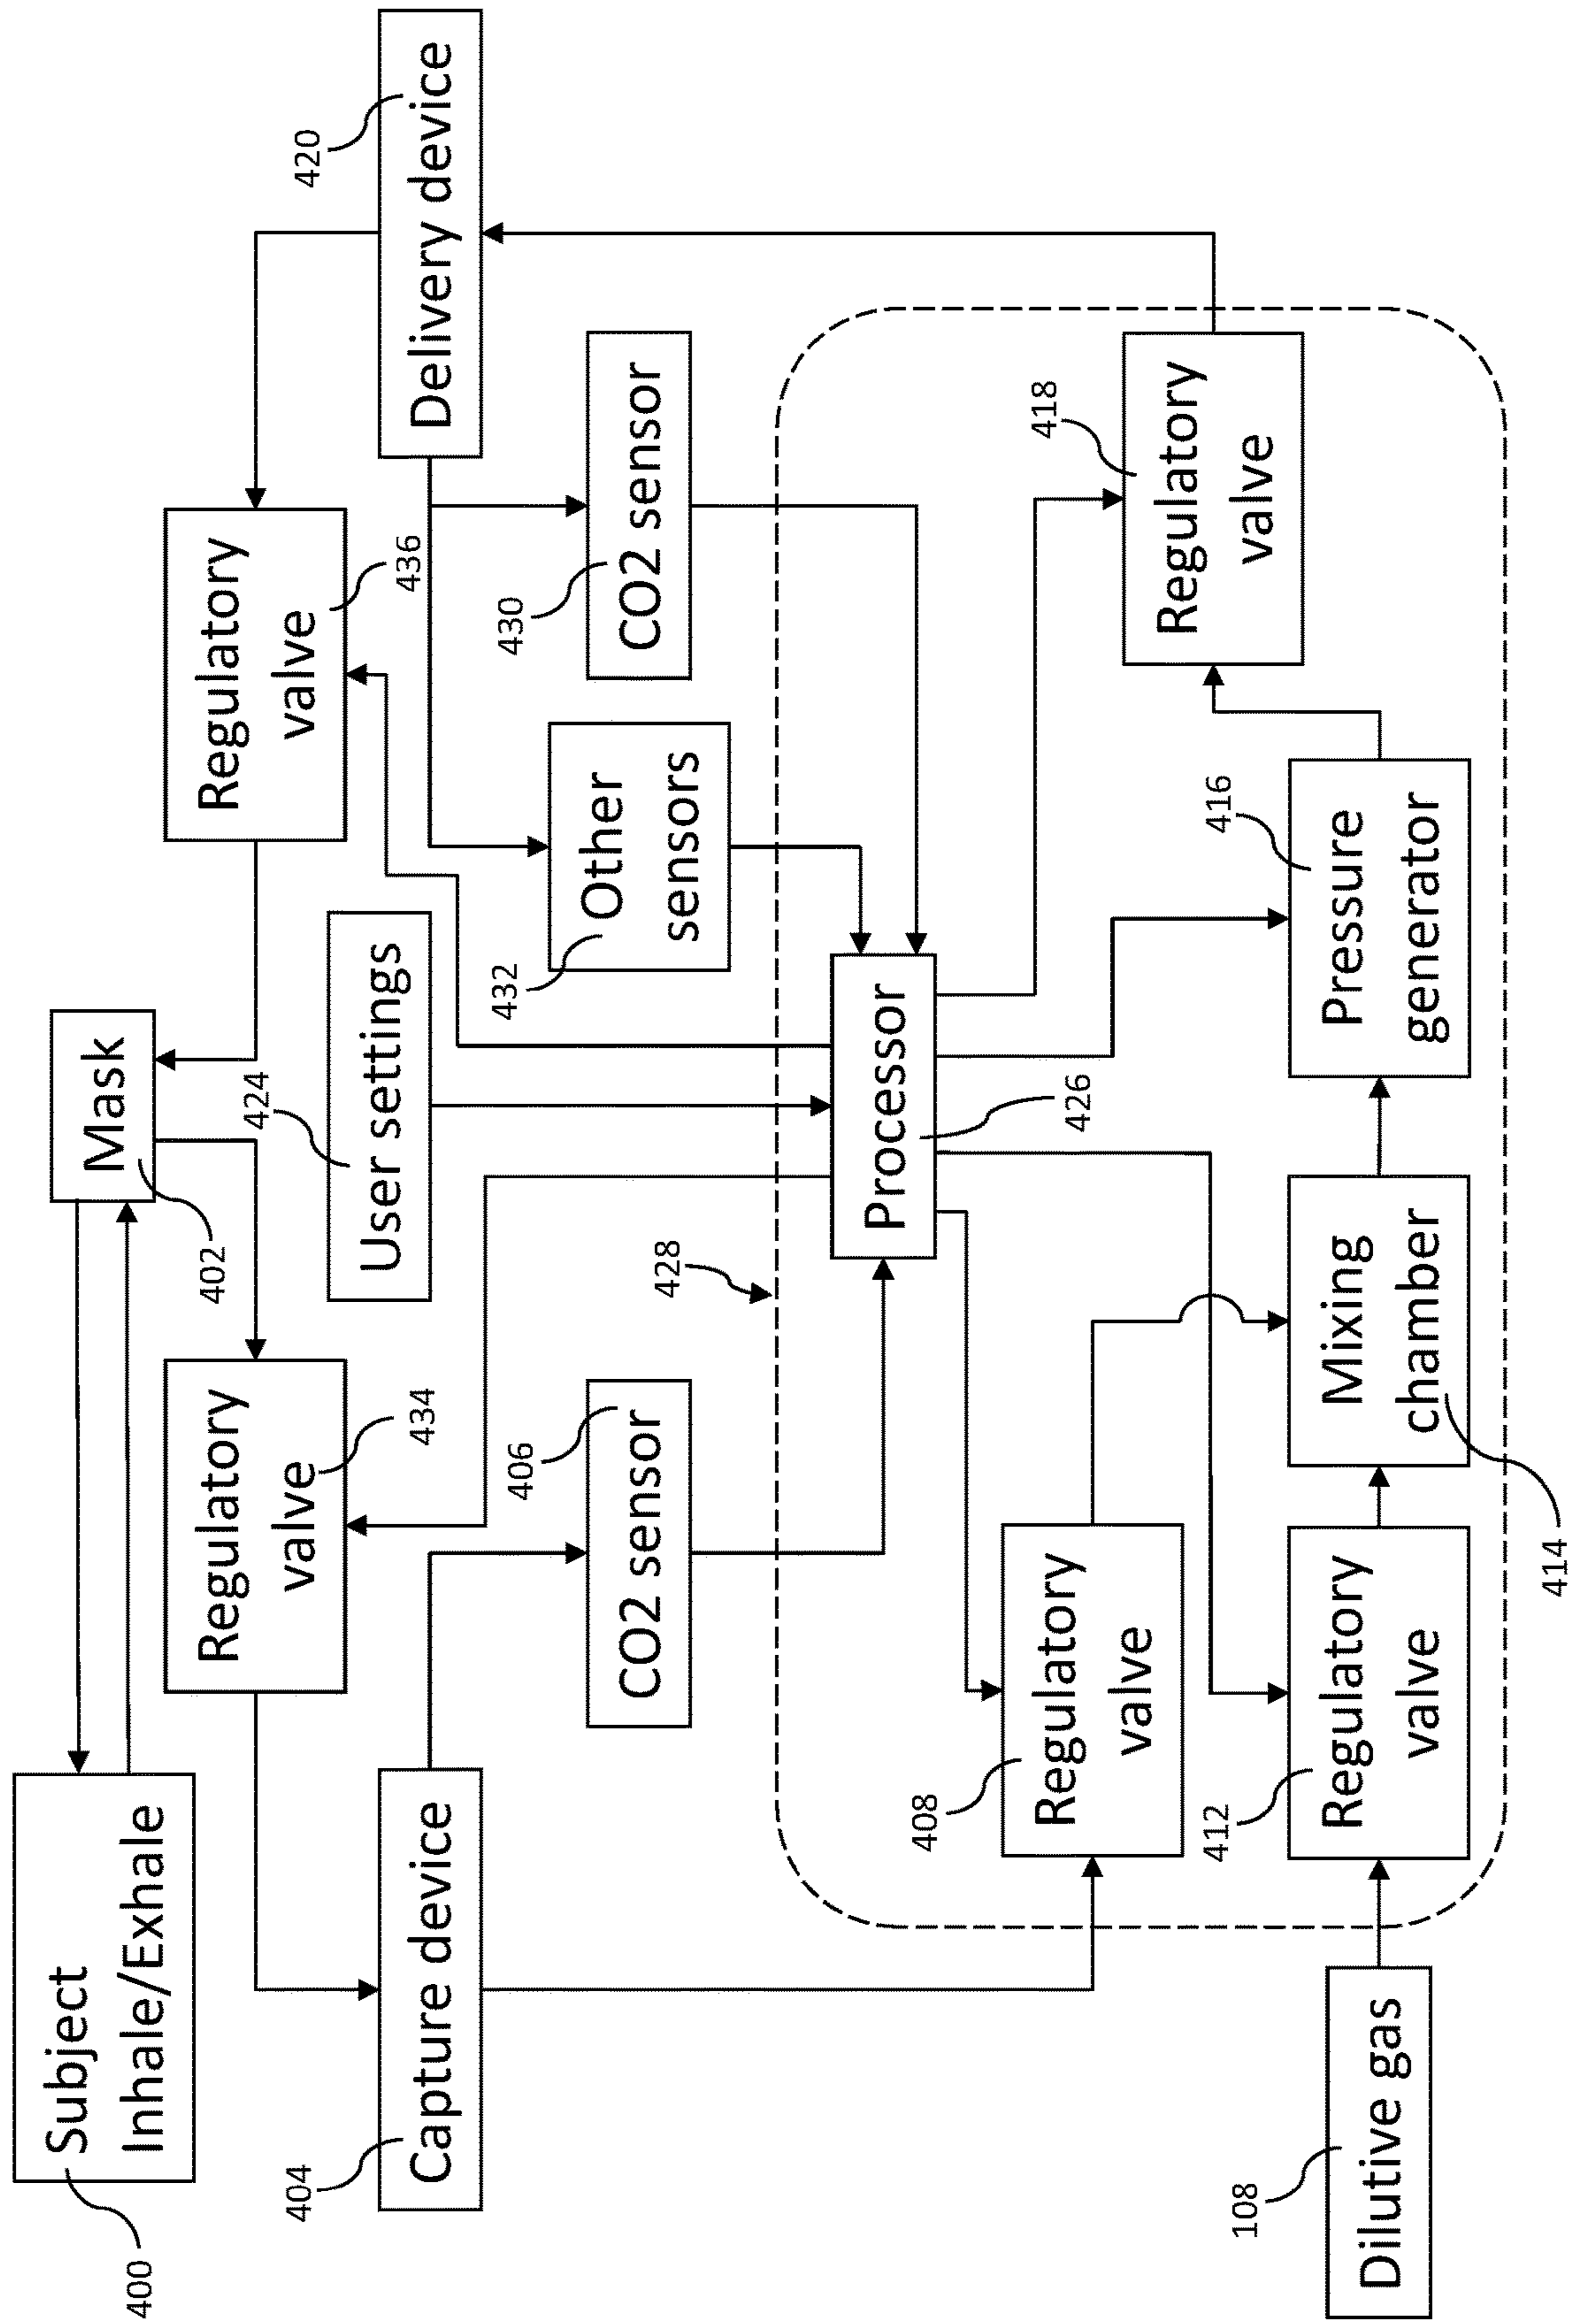 400
Subject
Inhale/Exhale
Mask
402
Regulatory
valve
434
Regulatory
valve
436
404
Capture device
User settings
424
Delivery device
420
CO2 sensor
406
Other
sensors
432
CO2 sensor
430
428
Processor
426
408
Regulatory
valve
Regulatory
valve
418
108
Dilutive gas
412
Regulatory
valve
Mixing
chamber
414
Pressure
generator
416